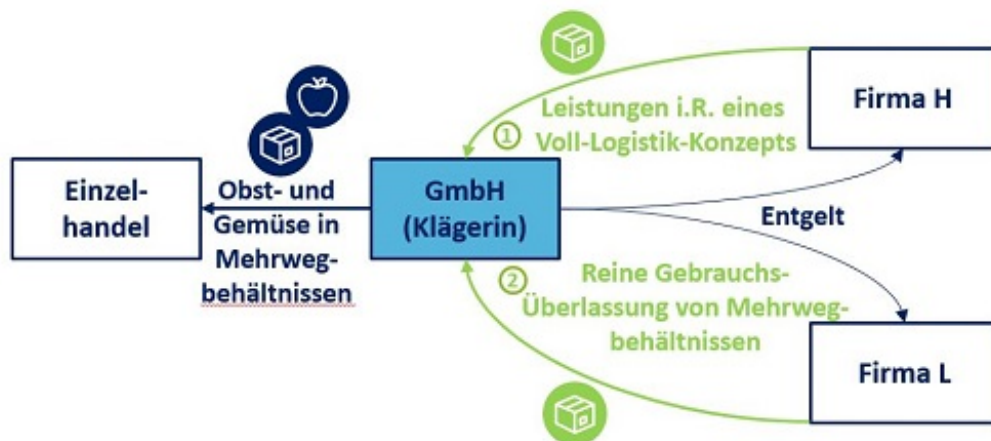 Firma H
Leistungen i.R. eines
1
Voll-Logistik-Konzepts
Einzel-
handel
Obst- und
Gemüse in
Mehrweg-
behältnissen
GmbH
(Klägerin)
Entgelt
2
Reine Gebrauchs-
Überlassung von Mehrweg-
behältnissen
Firma L